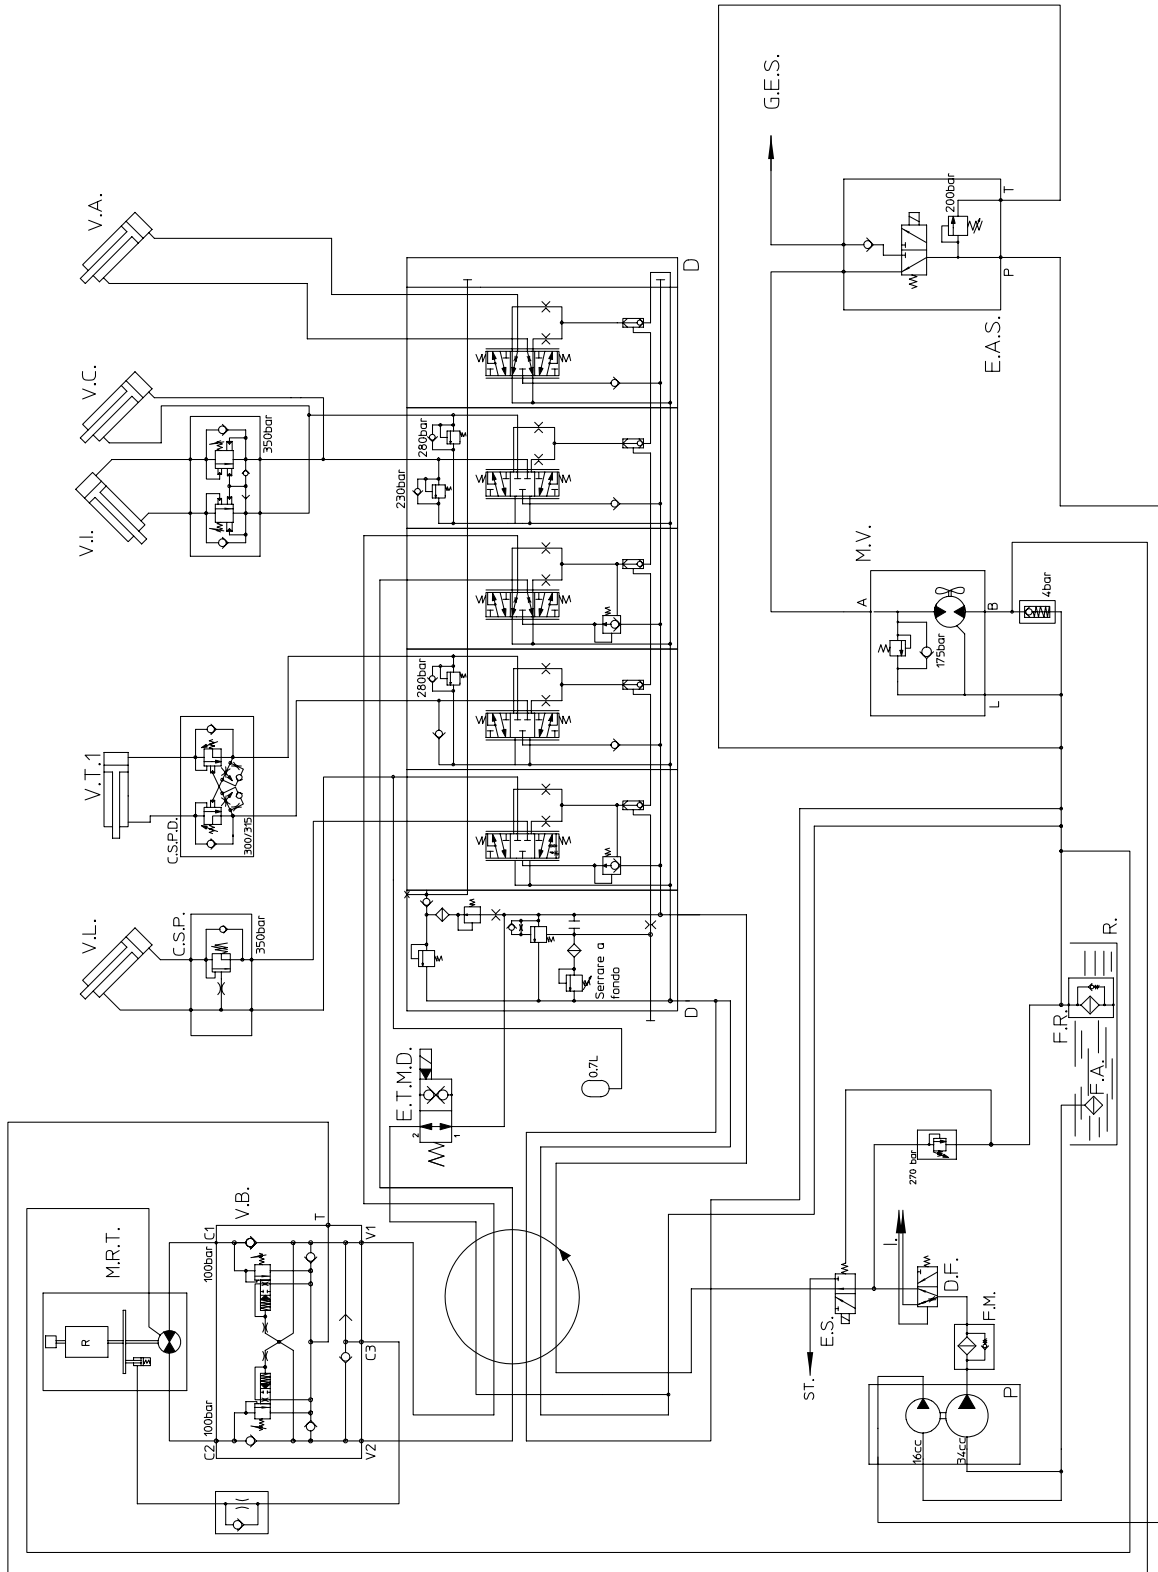 V.A.
V.C.
V.I.
350bar
V.T.1
C.S.P.D.
300/315
V.L.
C.S.P.
350bar
280bar
230bar
280bar
D
Serrare a
fondo
D
G.E.S.
200bar
T
P
E.A.S.
M.V.
A
175bar
B
4bar
L
E.T.M.D.
2
1
0.7L
M.R.T.
R
V.B.
C1
100bar
T
V1
C3
C2
100bar
V2
R.
F.R.
F.A.
270 bar
I.
D.F.
E.S.
ST.
F.M.
P
16cc
34cc